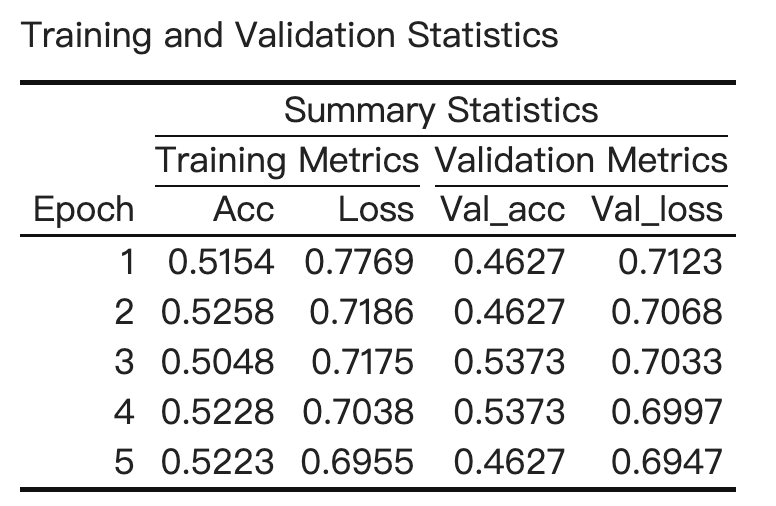 Training and Validation Statistics
Summary Statistics
Training Metrics Validation Metrics
Epoch Acc Loss Val_acc Val_loss
1 0.5154 0.7769 0.4627 0.7123
2 0.5258 0.7186 0.4627 0.7068
3 0.5048 0.7175 0.5373 0.7033
4 0.5228 0.7038 0.5373 0.6997
5 0.5223 0.6955 0.4627 0.6947